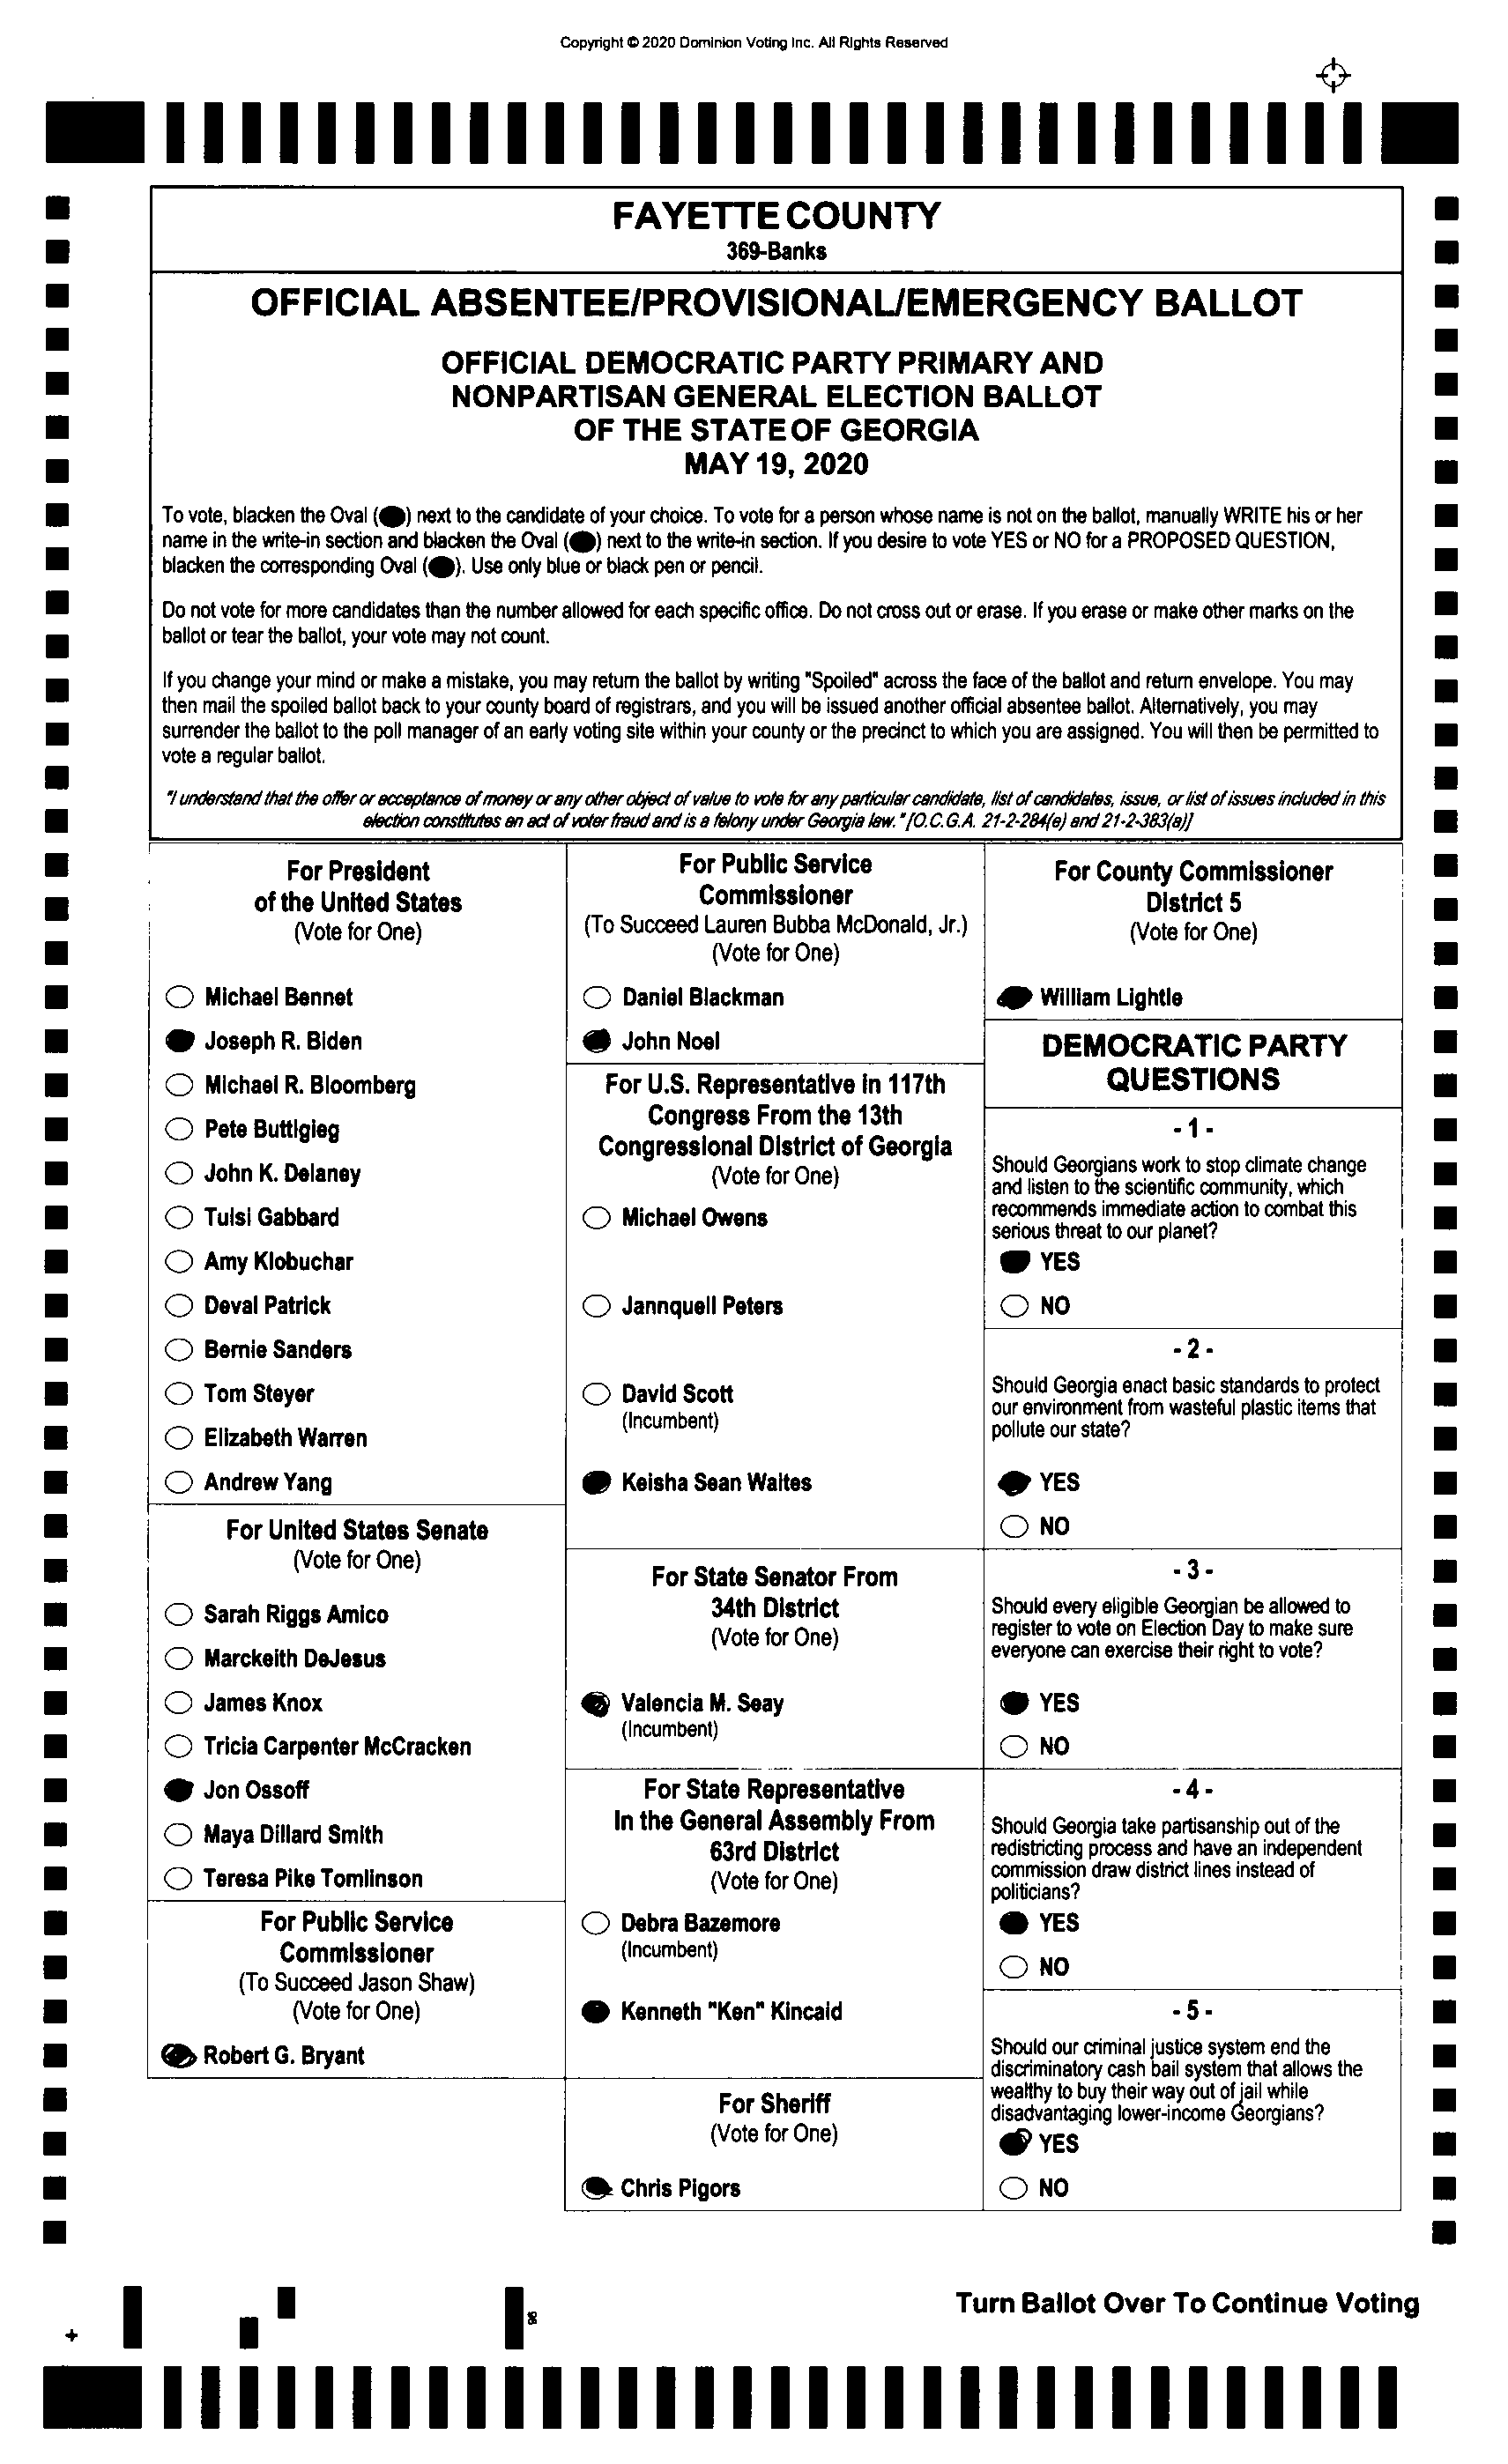 Copyright © 2020 Dominion Voting Inc. All Rights Reserved
FAYETTE COUNTY
369-Banks
OFFICIAL ABSENTEE/PROVISIONAL/EMERGENCY BALLOT
OFFICIAL DEMOCRATIC PARTY PRIMARY AND
NONPARTISAN GENERAL ELECTION BALLOT
OF THE STATE OF GEORGIA
MAY 19, 2020
To vote, blacken the Oval ( ) next to the candidate of your choice. To vote for a person whose name is not on the ballot, manually WRITE his or her
name in the write-in section and blacken the Oval ( ) next to the write-in section. If you desire to vote YES or NO for a PROPOSED QUESTION,
blacken the corresponding Oval ( ). Use only blue or black pen or pencil.
Do not vote for more candidates than the number allowed for each specific office. Do not cross out or erase. If you erase or make other marks on the
ballot or tear the ballot, your vote may not count.
If you change your mind or make a mistake, you may return the ballot by writing "Spoiled" across the face of the ballot and return envelope. You may
then mail the spoiled ballot back to your county board of registrars, and you will be issued another official absentee ballot. Alternatively, you may
surrender the ballot to the poll manager of an early voting site within your county or the precinct to which you are assigned. You will then be permitted to
vote a regular ballot.
"I understand that the offer or acceptance of money or any other object of value to vote for any particular candidate, list of candidates, issue, or list of issues included in this
election constitutes an act of voter fraud and is a felony under Georgia law." [O.C.G.A. 21-2-284(e) and 21-2-383(a)]
For President
of the United States
(Vote for One)
Michael Bennet
Joseph R. Biden
Michael R. Bloomberg
Pete Buttigieg
John K. Delaney
Tulsi Gabbard
Amy Klobuchar
Deval Patrick
Bernie Sanders
Tom Steyer
Elizabeth Warren
Andrew Yang
For United States Senate
(Vote for One)
Sarah Riggs Amico
Marckeith DeJesus
James Knox
Tricia Carpenter McCracken
Jon Ossoff
Maya Dillard Smith
Teresa Pike Tomlinson
For Public Service
Commissioner
(To Succeed Jason Shaw)
(Vote for One)
Robert G. Bryant
For Public Service
Commissioner
(To Succeed Lauren Bubba McDonald, Jr.)
(Vote for One)
Daniel Blackman
John Noel
For U.S. Representative in 117th
Congress From the 13th
Congressional District of Georgia
(Vote for One)
Michael Owens
Jannquell Peters
David Scott
(Incumbent)
Keisha Sean Waites
For State Senator From
34th District
(Vote for One)
Valencia M. Seay
(Incumbent)
For State Representative
In the General Assembly From
63rd District
(Vote for One)
Debra Bazemore
(Incumbent)
Kenneth "Ken" Kincaid
For Sheriff
(Vote for One)
Chris Pigors
For County Commissioner
District 5
(Vote for One)
William Lightle
DEMOCRATIC PARTY
QUESTIONS
- 1 -
Should Georgians work to stop climate change
and listen to the scientific community, which
recommends immediate action to combat this
serious threat to our planet?
YES
NO
- 2 -
Should Georgia enact basic standards to protect
our environment from wasteful plastic items that
pollute our state?
YES
NO
- 3 -
Should every eligible Georgian be allowed to
register to vote on Election Day to make sure
everyone can exercise their right to vote?
YES
NO
- 4 -
Should Georgia take partisanship out of the
redistricting process and have an independent
commission draw district lines instead of
politicians?
YES
NO
- 5 -
Should our criminal justice system end the
discriminatory cash bail system that allows the
wealthy to buy their way out of jail while
disadvantaging lower-income Georgians?
YES
NO
Turn Ballot Over To Continue Voting